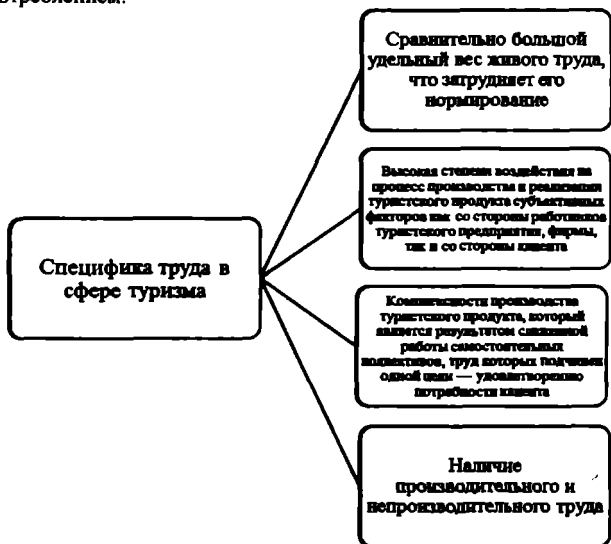 отреблением.
Специфика труда в
сфере туризма
Сравнительно большой
удельный вес живого труда,
что затрудняет его
нормирование
Высокая степени воздействия на
процесс производства и реализации
туристского продукта субъективных
факторов как со стороны работников
туристского предприятия, фирмы,
так и со стороны клиента
Комплексности производства
туристского продукта, который
является результатом слаженной
работы самостоятельных
коллективов, труд которых подчинен
одной цели — удовлетворению
потребности клиента
Наличие
производительного и
непроизводительного труда